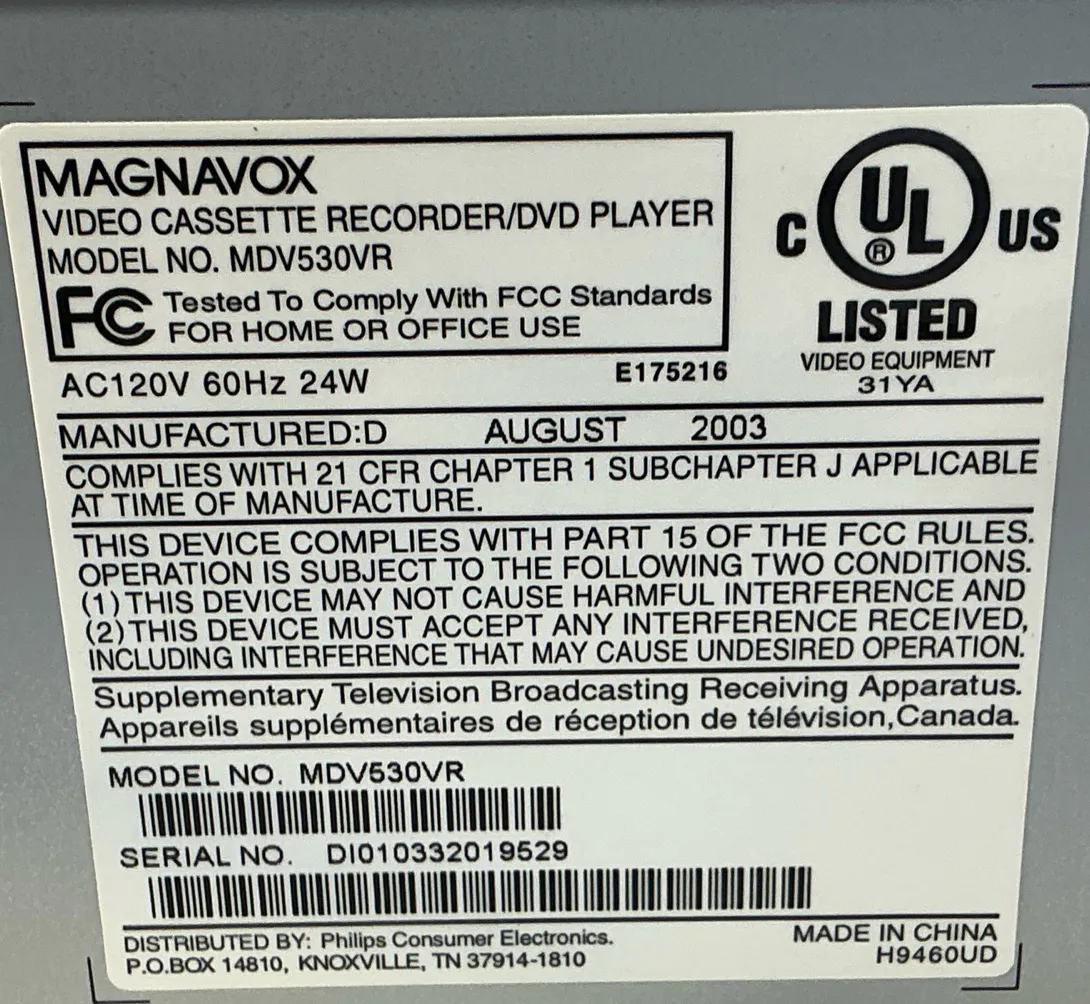 MAGNAVOX
VIDEO CASSETTE RECORDER/DVD PLAYER
MODEL NO. MDV530VR
FC Tested To Comply With FCC Standards
FOR HOME OR OFFICE USE
C UL ® US
LISTED
VIDEO EQUIPMENT
31YA
AC120V 60Hz 24W E175216
MANUFACTURED:D AUGUST 2003
COMPLIES WITH 21 CFR CHAPTER 1 SUBCHAPTER J APPLICABLE
AT TIME OF MANUFACTURE.
THIS DEVICE COMPLIES WITH PART 15 OF THE FCC RULES.
OPERATION IS SUBJECT TO THE FOLLOWING TWO CONDITIONS.
(1) THIS DEVICE MAY NOT CAUSE HARMFUL INTERFERENCE AND
(2) THIS DEVICE MUST ACCEPT ANY INTERFERENCE RECEIVED,
INCLUDING INTERFERENCE THAT MAY CAUSE UNDESIRED OPERATION.
Supplementary Television Broadcasting Receiving Apparatus.
Appareils supplémentaires de réception de télévision,Canada.
MODEL NO. MDV530VR
SERIAL NO. DI010332019529
DISTRIBUTED BY: Philips Consumer Electronics.
P.O.BOX 14810, KNOXVILLE, TN 37914-1810
MADE IN CHINA
H9460UD